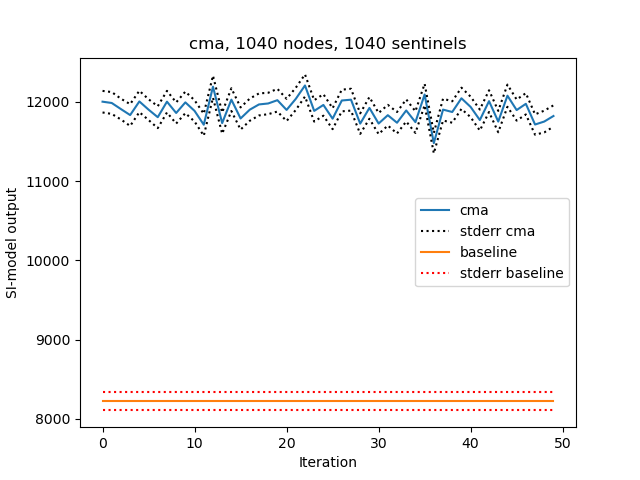 cma, 1040 nodes, 1040 sentinels
SI-model output
12000
11000
10000
9000
8000
cma
stderr cma
baseline
stderr baseline
0 10 20 30 40 50
Iteration